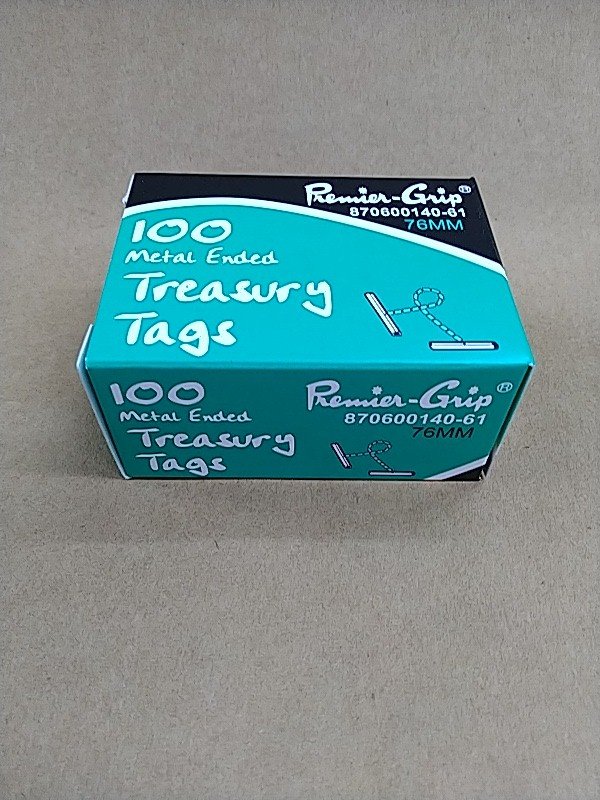 Premier-Grip®
870600140-61
76MM
100
Metal Ended
Treasury
Tags
100
Metal Ended
Treasury
Tags
Premier-Grip®
870600140-61
76MM